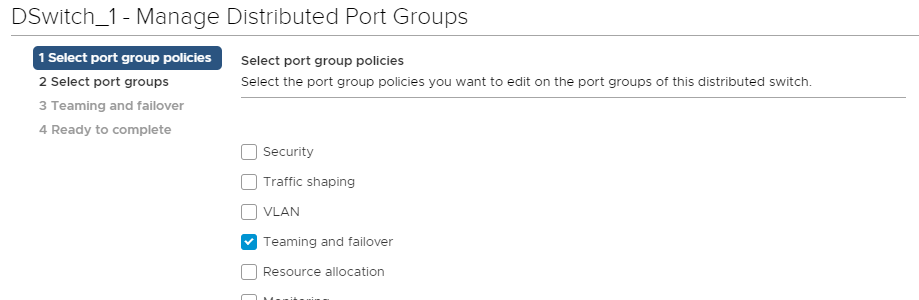 DSwitch_1 - Manage Distributed Port Groups
1 Select port group policies
2 Select port groups
3 Teaming and failover
4 Ready to complete
Select port group policies
Select the port group policies you want to edit on the port groups of this distributed switch.
Security
Traffic shaping
VLAN
Teaming and failover
Resource allocation
Monitoring